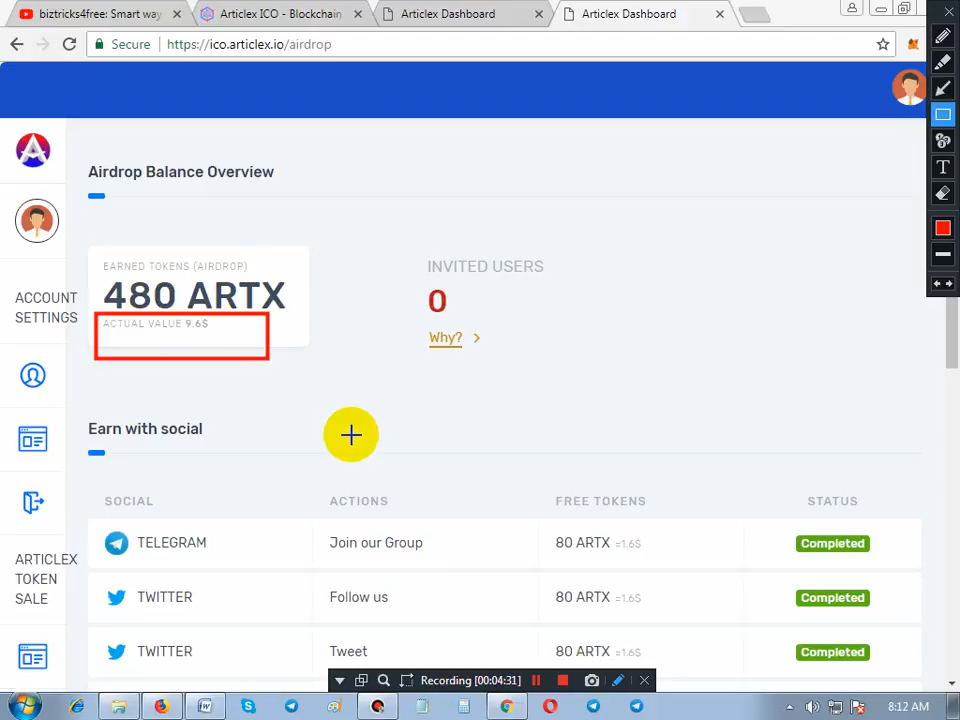 biztricks4free: Smart way
Articlex ICO - Blockchain
Articlex Dashboard
Articlex Dashboard
Secure
https://ico.articlex.io/airdrop
Airdrop Balance Overview
EARNED TOKENS (AIRDROP)
480 ARTX
ACTUAL VALUE 9.6$
INVITED USERS
0
Why?
ACCOUNT
SETTINGS
Earn with social
SOCIAL ACTIONS FREE TOKENS STATUS
TELEGRAM Join our Group 80 ARTX =1.6$ Completed
TWITTER Follow us 80 ARTX =1.6$ Completed
TWITTER Tweet 80 ARTX =1.6$ Completed
ARTICLEX
TOKEN
SALE
Recording [00:04:31]
8:12 AM